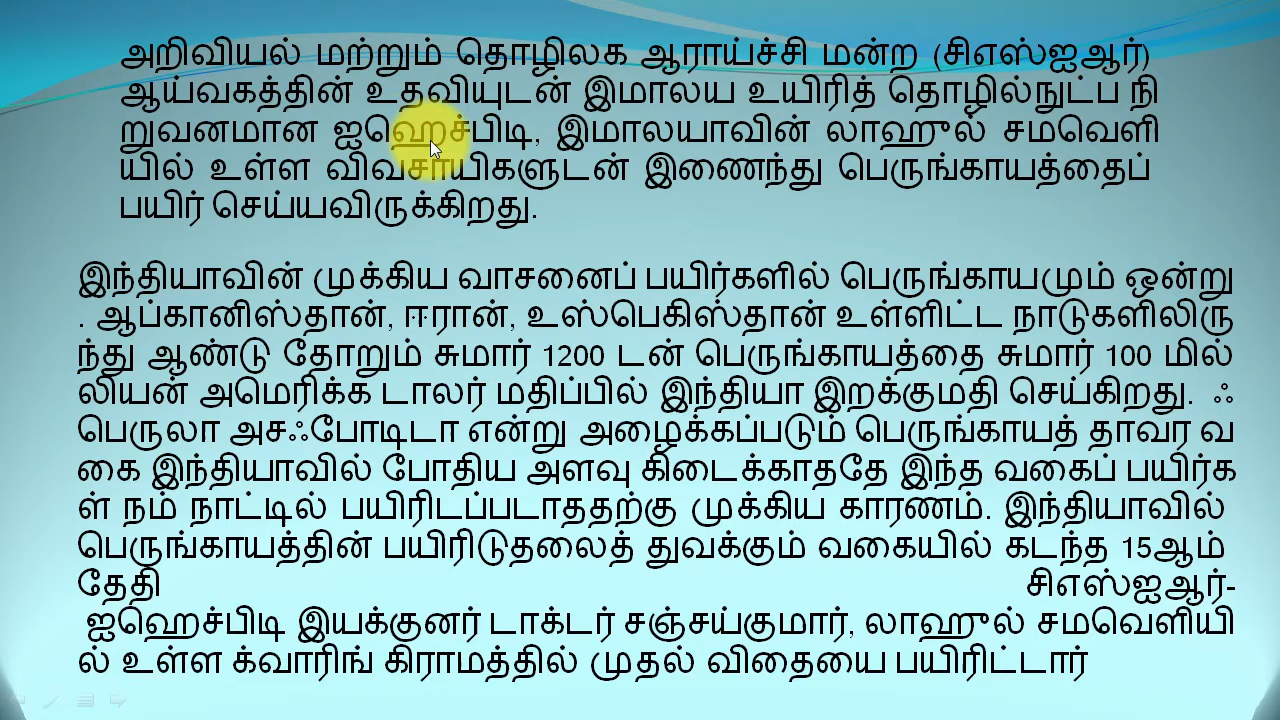 அறிவியல் மற்றும் தொழிலக ஆராய்ச்சி மன்ற (சிஎஸ்ஐஆர்)
ஆய்வகத்தின் உதவியுடன் இமாலய உயிரித் தொழில்நுட்ப நி
றுவனமான ஐஹெச்பிடி, இமாலயாவின் லாஹுல் சமவெளி
யில் உள்ள விவசாயிகளுடன் இணைந்து பெருங்காயத்தைப்
பயிர் செய்யவிருக்கிறது.
இந்தியாவின் முக்கிய வாசனைப் பயிர்களில் பெருங்காயமும் ஒன்று
. ஆப்கானிஸ்தான், ஈரான், உஸ்பெகிஸ்தான் உள்ளிட்ட நாடுகளிலிரு
ந்து ஆண்டு தோறும் சுமார் 1200 டன் பெருங்காயத்தை சுமார் 100 மில்
லியன் அமெரிக்க டாலர் மதிப்பில் இந்தியா இறக்குமதி செய்கிறது. ஃ
பெருலா அசஃபோடிடா என்று அழைக்கப்படும் பெருங்காயத் தாவர வ
கை இந்தியாவில் போதிய அளவு கிடைக்காததே இந்த வகைப் பயிர்க
ள் நம் நாட்டில் பயிரிடப்படாததற்கு முக்கிய காரணம். இந்தியாவில்
பெருங்காயத்தின் பயிரிடுதலைத் துவக்கும் வகையில் கடந்த 15ஆம்
தேதி சிஎஸ்ஐஆர்-
ஐஹெச்பிடி இயக்குனர் டாக்டர் சஞ்சய்குமார், லாஹுல் சமவெளியி
ல் உள்ள க்வாரிங் கிராமத்தில் முதல் விதையை பயிரிட்டார்